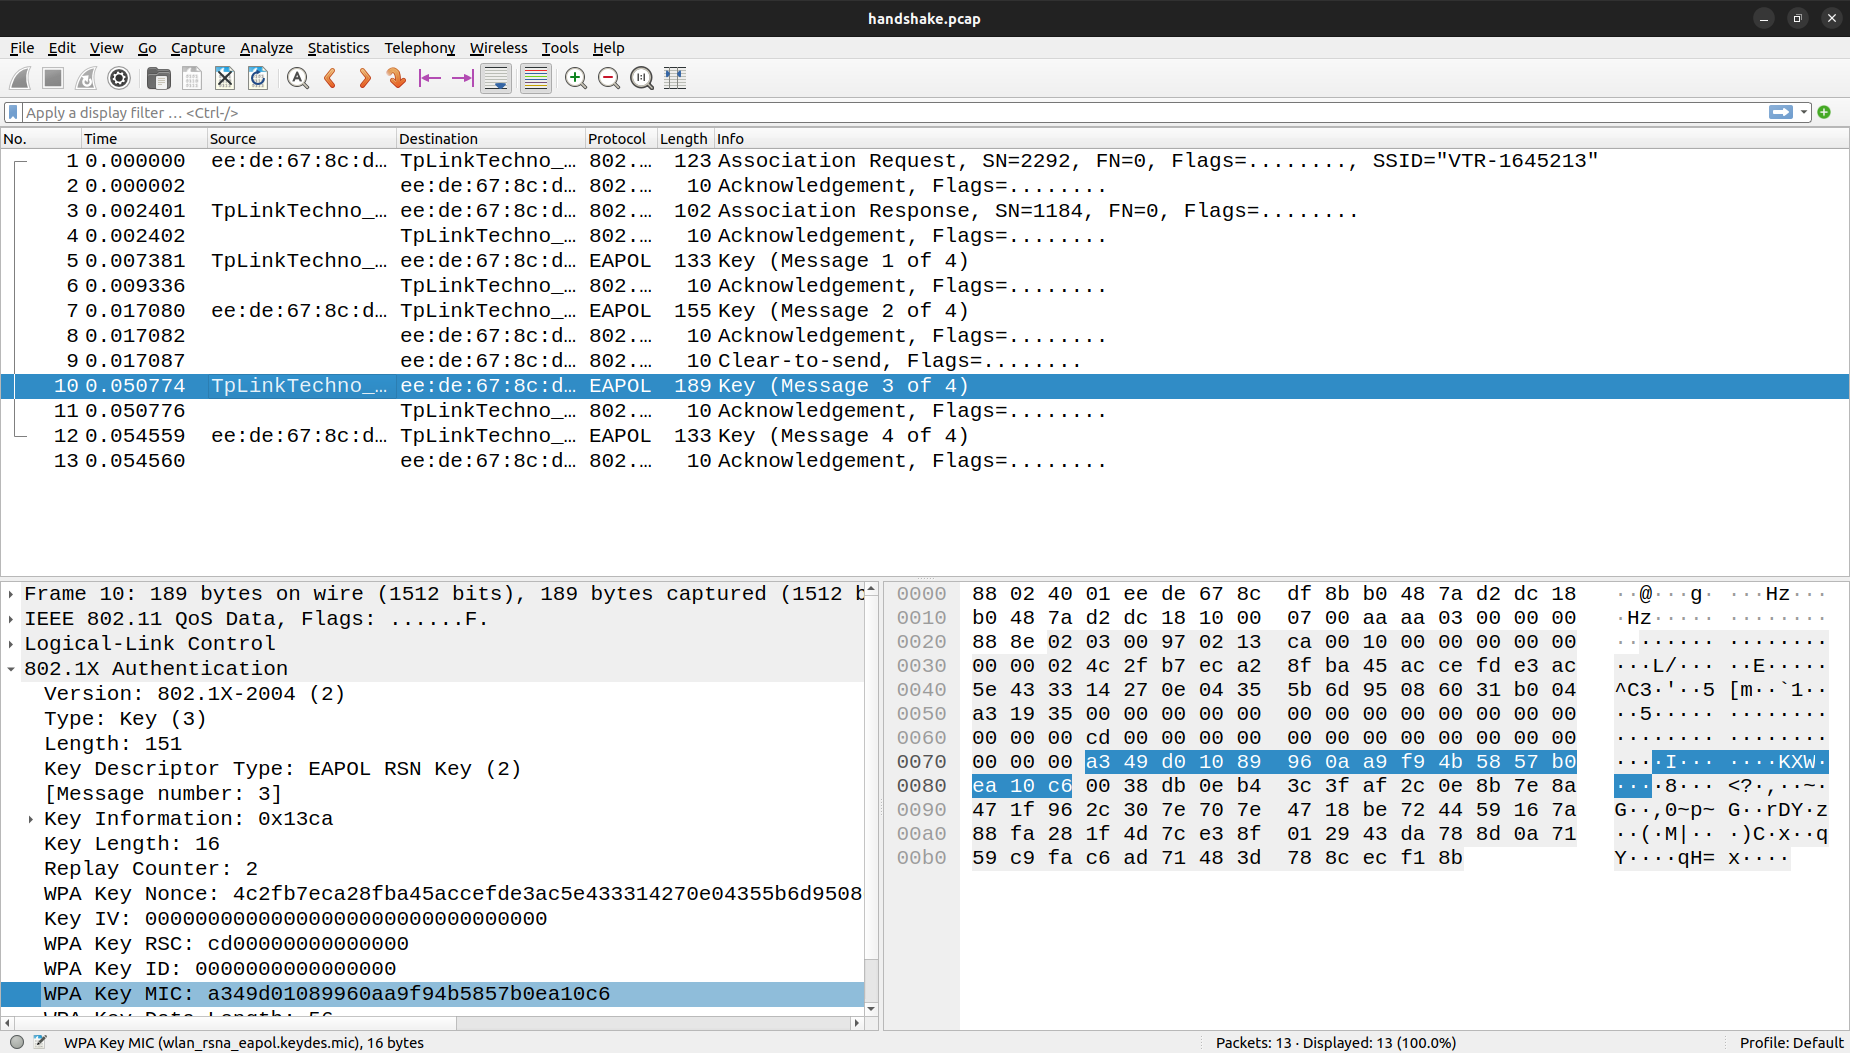 handshake.pcap
File Edit View Go Capture Analyze Statistics Telephony Wireless Tools Help
Apply a display filter … <Ctrl-/>
No. Time Source Destination Protocol Length Info
1 0.000000 ee:de:67:8c:d… TpLinkTechno_… 802.… 123 Association Request, SN=2292, FN=0, Flags=........, SSID="VTR-1645213"
2 0.000002 ee:de:67:8c:d… 802.… 10 Acknowledgement, Flags=........
3 0.002401 TpLinkTechno_… ee:de:67:8c:d… 802.… 102 Association Response, SN=1184, FN=0, Flags=........
4 0.002402 TpLinkTechno_… 802.… 10 Acknowledgement, Flags=........
5 0.007381 TpLinkTechno_… ee:de:67:8c:d… EAPOL 133 Key (Message 1 of 4)
6 0.009336 TpLinkTechno_… 802.… 10 Acknowledgement, Flags=........
7 0.017080 ee:de:67:8c:d… TpLinkTechno_… EAPOL 155 Key (Message 2 of 4)
8 0.017082 ee:de:67:8c:d… 802.… 10 Acknowledgement, Flags=........
9 0.017087 ee:de:67:8c:d… 802.… 10 Clear-to-send, Flags=........
10 0.050774 TpLinkTechno_… ee:de:67:8c:d… EAPOL 189 Key (Message 3 of 4)
11 0.050776 TpLinkTechno_… 802.… 10 Acknowledgement, Flags=........
12 0.054559 ee:de:67:8c:d… TpLinkTechno_… EAPOL 133 Key (Message 4 of 4)
13 0.054560 ee:de:67:8c:d… 802.… 10 Acknowledgement, Flags=........
Frame 10: 189 bytes on wire (1512 bits), 189 bytes captured (1512 b
IEEE 802.11 QoS Data, Flags: ......F.
Logical-Link Control
802.1X Authentication
Version: 802.1X-2004 (2)
Type: Key (3)
Length: 151
Key Descriptor Type: EAPOL RSN Key (2)
[Message number: 3]
Key Information: 0x13ca
Key Length: 16
Replay Counter: 2
WPA Key Nonce: 4c2fb7eca28fba45accefde3ac5e433314270e04355b6d9508
Key IV: 00000000000000000000000000000000
WPA Key RSC: cd00000000000000
WPA Key ID: 0000000000000000
WPA Key MIC: a349d01089960aa9f94b5857b0ea10c6
WPA Key Data Length: 56
0000 88 02 40 01 ee de 67 8c df 8b b0 48 7a d2 dc 18 ··@···g· ···Hz···
0010 b0 48 7a d2 dc 18 10 00 07 00 aa aa 03 00 00 00 ·Hz····· ········
0020 88 8e 02 03 00 97 02 13 ca 00 10 00 00 00 00 00 ········ ········
0030 00 00 02 4c 2f b7 ec a2 8f ba 45 ac ce fd e3 ac ···L/··· ··E·····
0040 5e 43 33 14 27 0e 04 35 5b 6d 95 08 60 31 b0 04 ^C3·'··5 [m··`1··
0050 a3 19 35 00 00 00 00 00 00 00 00 00 00 00 00 00 ··5····· ········
0060 00 00 00 cd 00 00 00 00 00 00 00 00 00 00 00 00 ········ ········
0070 00 00 00 a3 49 d0 10 89 96 0a a9 f9 4b 58 57 b0 ····I··· ····KXW·
0080 ea 10 c6 00 38 db 0e b4 3c 3f af 2c 0e 8b 7e 8a ····8··· <?·,··~·
0090 47 1f 96 2c 30 7e 70 7e 47 18 be 72 44 59 16 7a G··,0~p~ G··rDY·z
00a0 88 fa 28 1f 4d 7c e3 8f 01 29 43 da 78 8d 0a 71 ··(·M|·· ·)C·x··q
00b0 59 c9 fa c6 ad 71 48 3d 78 8c ec f1 8b Y····qH= x····
WPA Key MIC (wlan_rsna_eapol.keydes.mic), 16 bytes
Packets: 13 · Displayed: 13 (100.0%)
Profile: Default